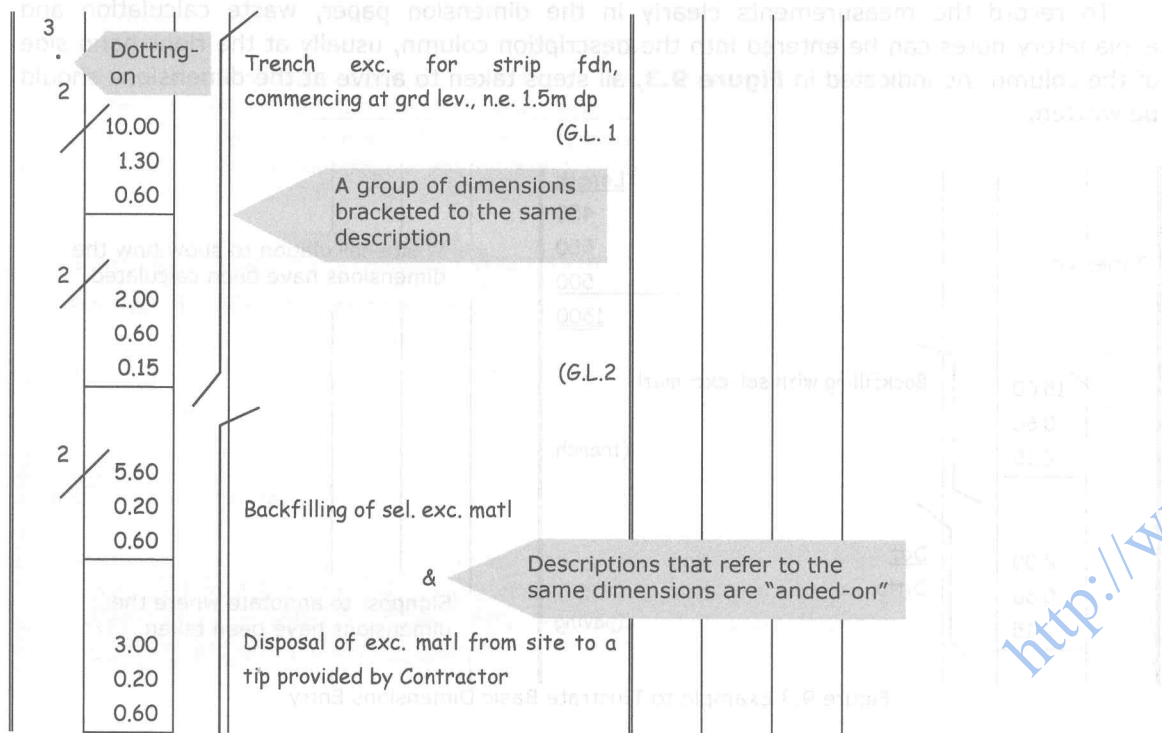 3
.
2
Dotting-
on
10.00
1.30
0.60
Trench exc. for strip fdn,
commencing at grd lev., n.e. 1.5m dp
(G.L. 1
A group of dimensions
bracketed to the same
description
2
2.00
0.60
0.15
(G.L.2
2
5.60
0.20
0.60
Backfilling of sel. exc. matl
&
Descriptions that refer to the
same dimensions are "anded-on"
3.00
0.20
0.60
Disposal of exc. matl from site to a
tip provided by Contractor
http://w